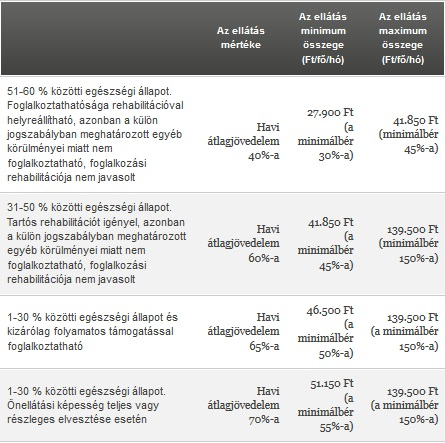 Az ellátás
mértéke
Az ellátás
minimum
összege
(Ft/fő/hó)
Az ellátás
maximum
összege
(Ft/fő/hó)
51-60 % közötti egészségi állapot.
Foglalkoztathatósága rehabilitációval
helyreállítható, azonban a külön
jogszabályban meghatározott egyéb
körülményei miatt nem
foglalkoztatható, foglalkozási
rehabilitációja nem javasolt
Havi
átlagjövedelem
40%-a
27.900 Ft
(a
minimálbér
30%-a)
41.850 Ft
(minimálbér
45%-a)
31-50 % közötti egészségi állapot.
Tartós rehabilitációt igényel, azonban
a külön jogszabályban meghatározott
egyéb körülményei miatt nem
foglalkoztatható, foglalkozási
rehabilitációja nem javasolt
Havi
átlagjövedelem
60%-a
41.850 Ft
(a
minimálbér
45%-a)
139.500 Ft
(minimálbér
150%-a)
1-30 % közötti egészségi állapot és
kizárólag folyamatos támogatással
foglalkoztatható
Havi
átlagjövedelem
65%-a
46.500 Ft
(a
minimálbér
50%-a)
139.500 Ft
(a minimálbér
150%-a)
1-30 % közötti egészségi állapot.
Önellátási képesség teljes vagy
részleges elvesztése esetén
Havi
átlagjövedelem
70%-a
51.150 Ft
(a
minimálbér
55%-a)
139.500 Ft
(a minimálbér
150%-a)